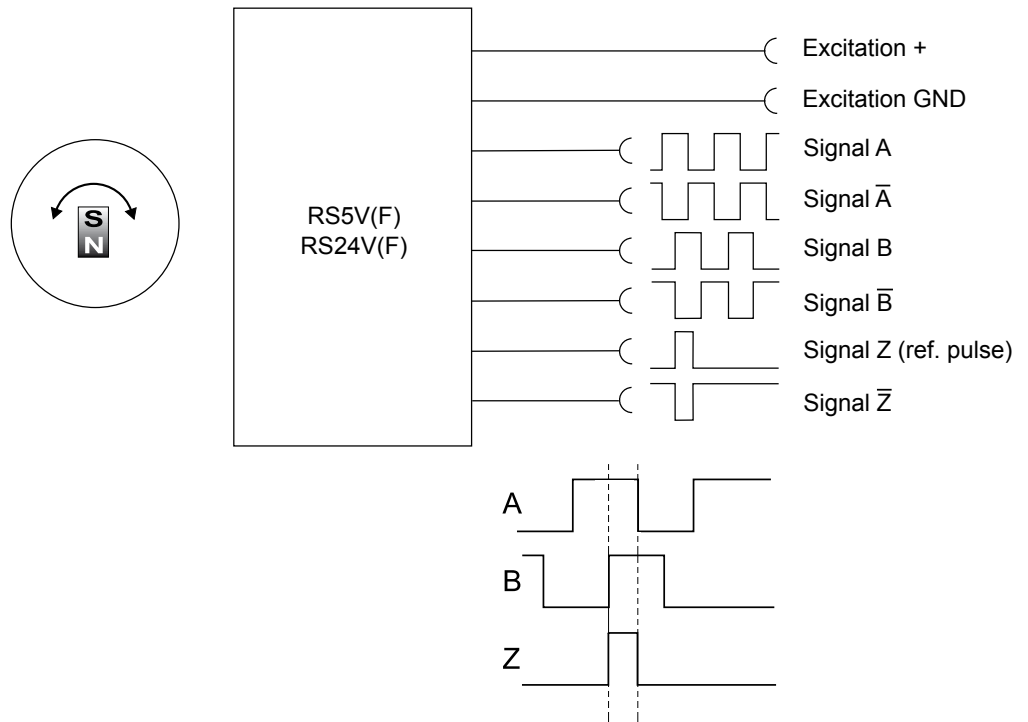 Excitation +
Excitation GND
Signal A
Signal A̅
Signal B
Signal B̅
Signal Z (ref. pulse)
Signal Z̅
RS5V(F)
RS24V(F)
S
N
A
B
Z